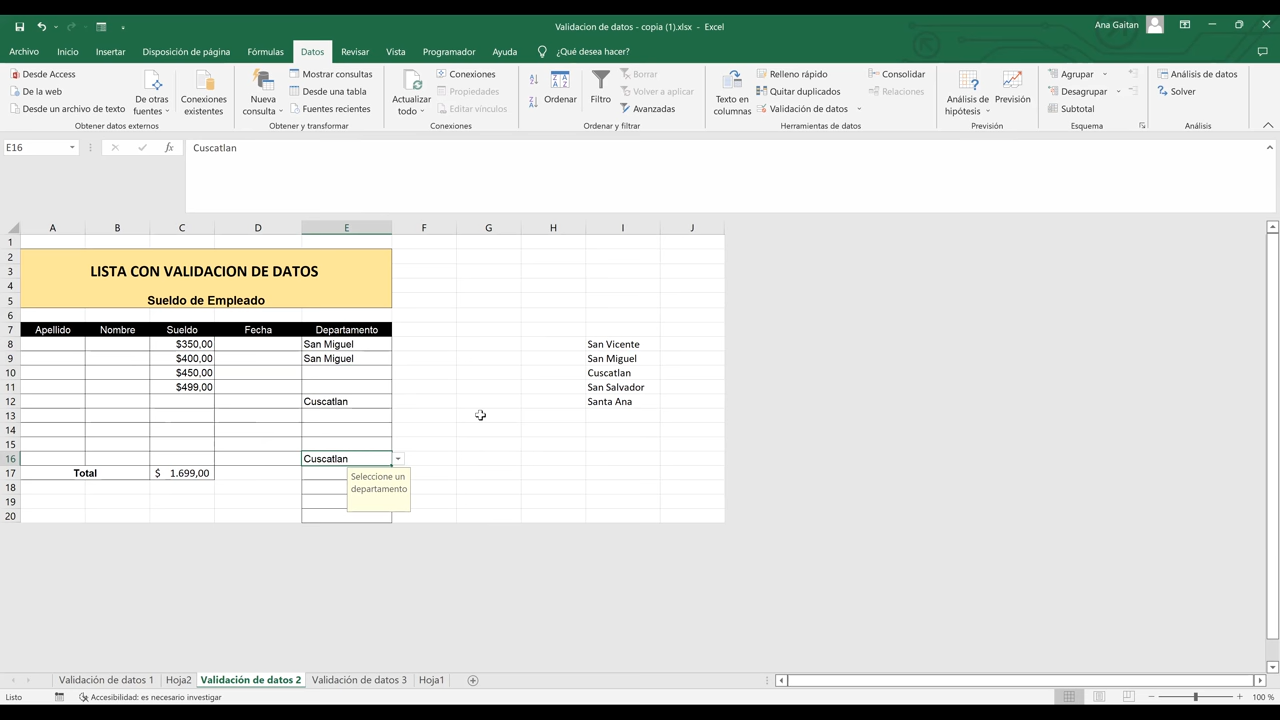 Validacion de datos - copia (1).xlsx - Excel
Ana Gaitan
Archivo Inicio Insertar Disposición de página Fórmulas Datos Revisar Vista Programador Ayuda ¿Qué desea hacer?
Desde Access
De la web
Desde un archivo de texto
De otras fuentes
Conexiones existentes
Obtener datos externos
Nueva consulta
Mostrar consultas
Desde una tabla
Fuentes recientes
Obtener y transformar
Actualizar todo
Conexiones
Propiedades
Editar vínculos
Conexiones
Ordenar
Filtro
Borrar
Volver a aplicar
Avanzadas
Ordenar y filtrar
Texto en columnas
Relleno rápido
Quitar duplicados
Validación de datos
Consolidar
Relaciones
Herramientas de datos
Análisis de hipótesis
Previsión
Previsión
Agrupar
Desagrupar
Subtotal
Esquema
Análisis de datos
Solver
Análisis
E16 fx Cuscatlan
A B C D E F G H I J
1
2
3 LISTA CON VALIDACION DE DATOS
4
5 Sueldo de Empleado
6
7 Apellido Nombre Sueldo Fecha Departamento
8 $350,00 San Miguel San Vicente
9 $400,00 San Miguel San Miguel
10 $450,00 Cuscatlan
11 $499,00 San Salvador
12 Cuscatlan Santa Ana
13
14
15
16 Cuscatlan
17 Total $ 1.699,00
Seleccione un
departamento
18
19
20
Validación de datos 1 Hoja2 Validación de datos 2 Validación de datos 3 Hoja1
Listo Accesibilidad: es necesario investigar 100 %